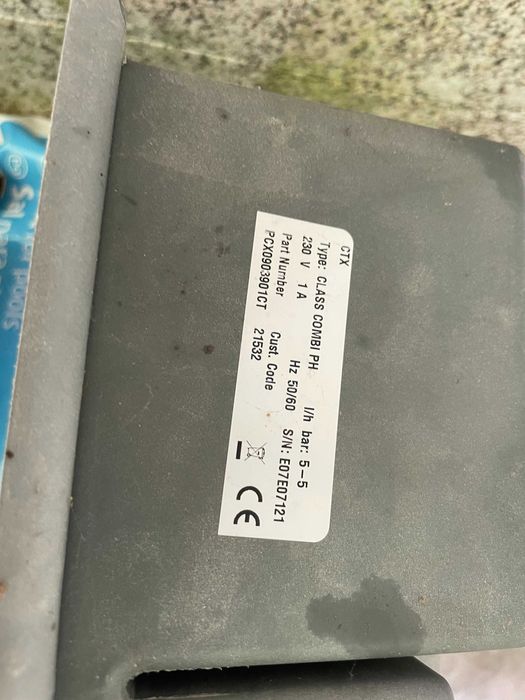 CTX
Type: CLASS COMBI PH l/h bar: 5–5
230 V 1 A Hz 50/60 S/N: E07E07121
Part Number Cust. Code
PCX0903901CT 21532
CE